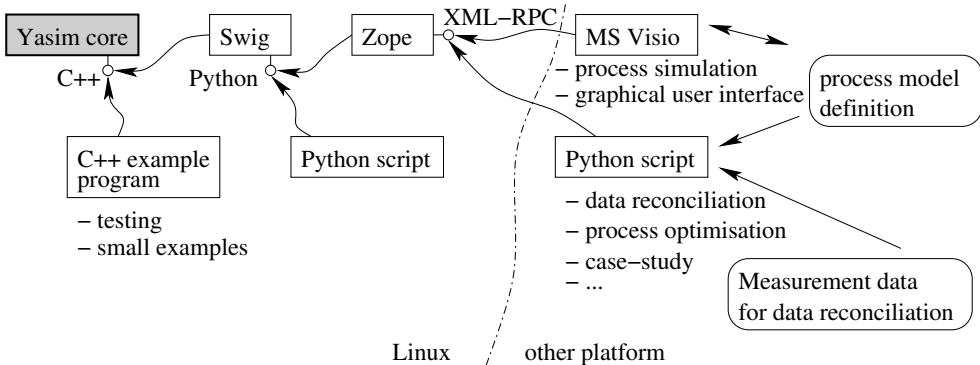 Yasim core
Swig
Zope
XML−RPC
MS Visio
C++
Python
− process simulation
− graphical user interface
process model
definition
C++ example
program
Python script
Python script
− testing
− small examples
− data reconciliation
− process optimisation
− case−study
− ...
Measurement data
for data reconciliation
Linux
other platform